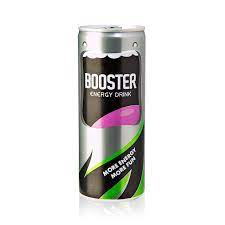 BOOSTER
ENERGY DRINK
MORE ENERGY
MORE FUN